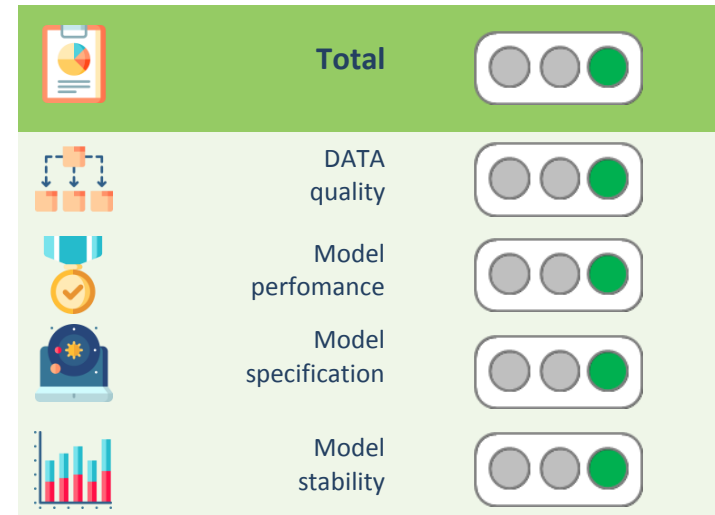 Total
DATA
quality
Model
perfomance
Model
specification
Model
stability